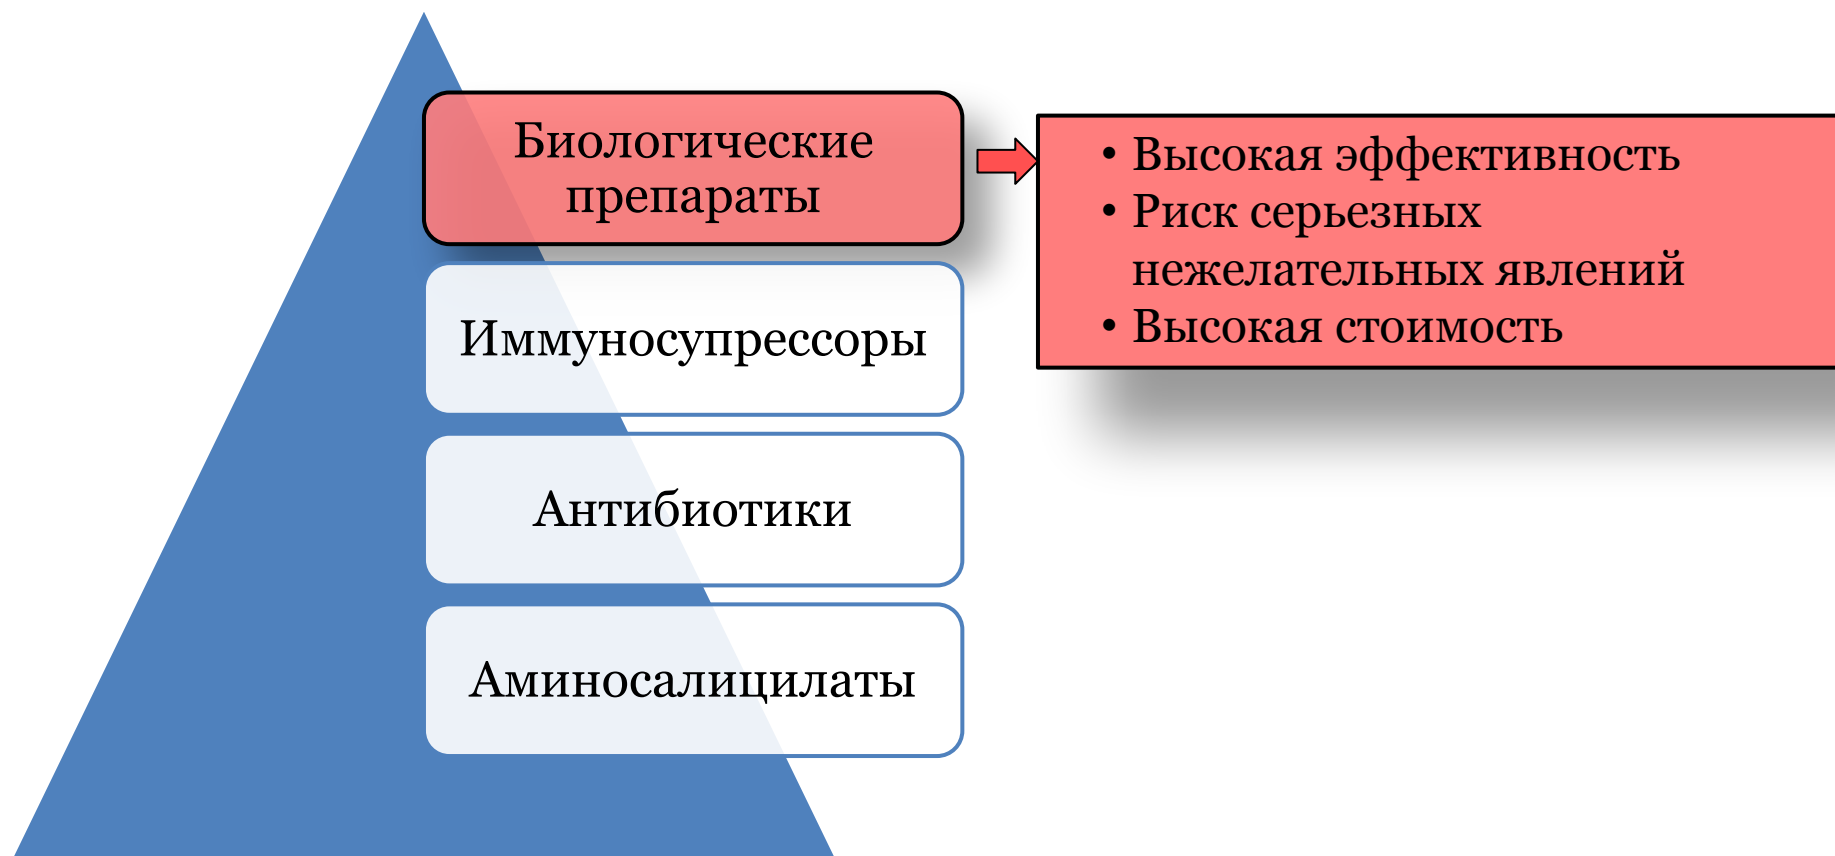 Биологические
препараты
• Высокая эффективность
• Риск серьезных
нежелательных явлений
• Высокая стоимость
Иммуносупрессоры
Антибиотики
Аминосалицилаты